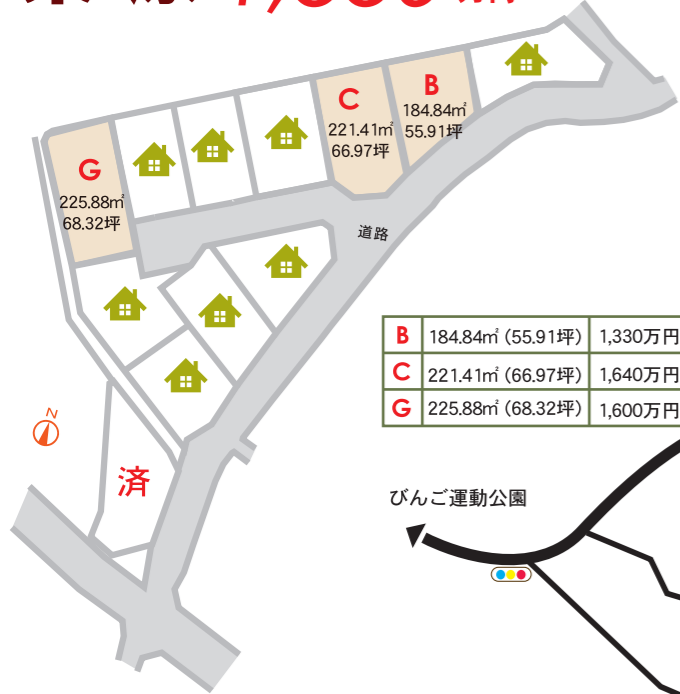 C
221.41㎡
66.97坪
B
184.84㎡
55.91坪
G
225.88㎡
68.32坪
道路
B 184.84㎡ (55.91坪) 1,330万円
C 221.41㎡ (66.97坪) 1,640万円
G 225.88㎡ (68.32坪) 1,600万円
N
済
びんご運動公園